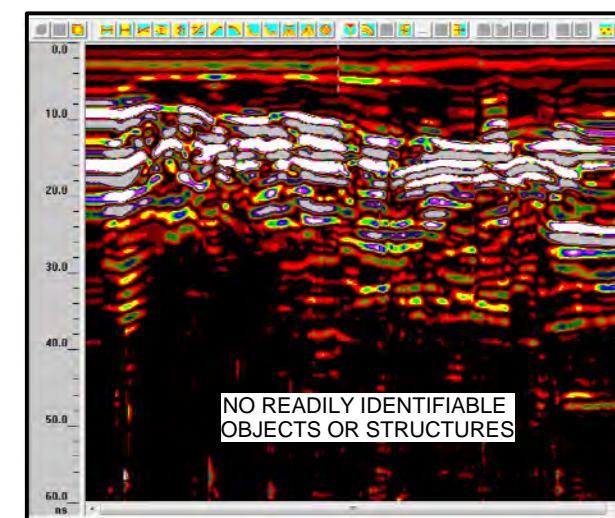 0.0
10.0
20.0
30.0
40.0
NO READILY IDENTIFIABLE
OBJECTS OR STRUCTURES
50.0
60.0
ns